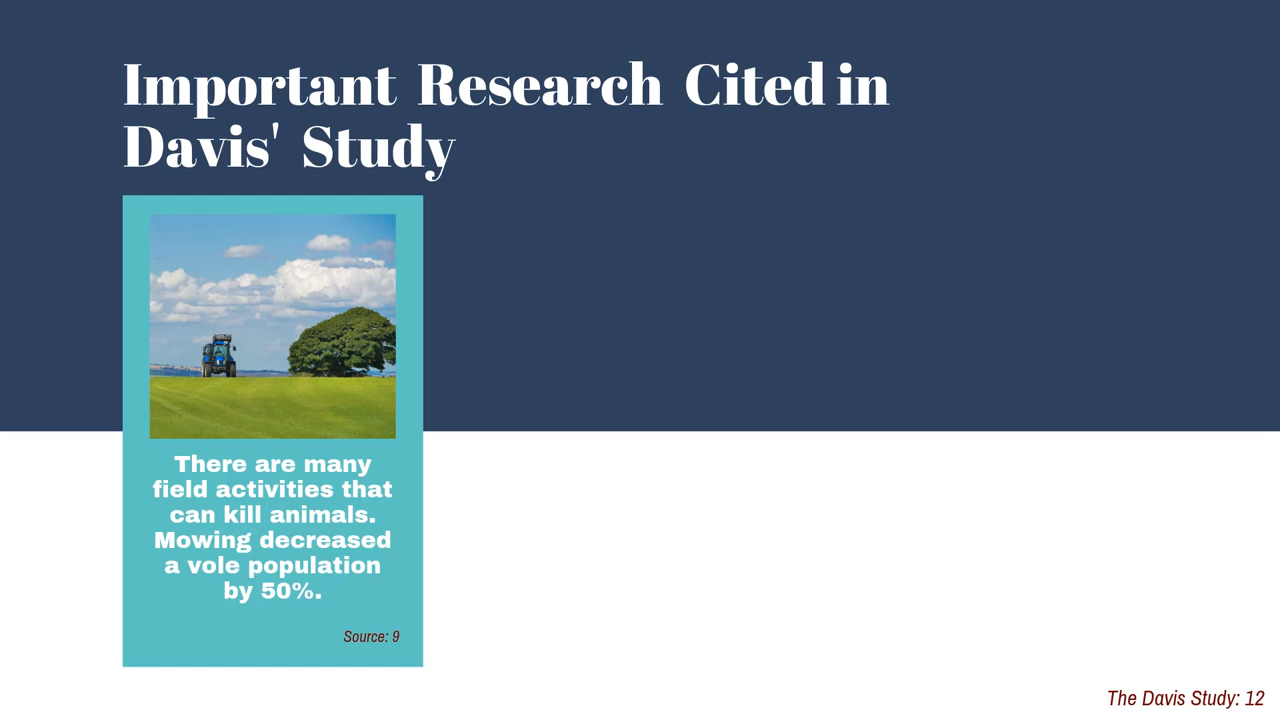 Important Research Cited in
Davis' Study
There are many
field activities that
can kill animals.
Mowing decreased
a vole population
by 50%.
Source: 9
The Davis Study: 12